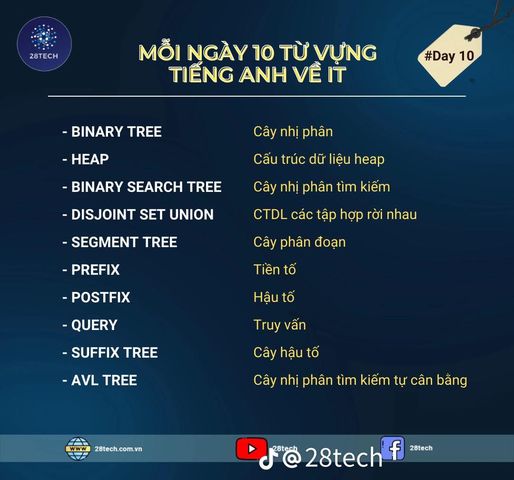 28TECH
MỖI NGÀY 10 TỪ VỰNG
TIẾNG ANH VỀ IT
#Day 10
- BINARY TREE Cây nhị phân
- HEAP Cấu trúc dữ liệu heap
- BINARY SEARCH TREE Cây nhị phân tìm kiếm
- DISJOINT SET UNION CTDL các tập hợp rời nhau
- SEGMENT TREE Cây phân đoạn
- PREFIX Tiền tố
- POSTFIX Hậu tố
- QUERY Truy vấn
- SUFFIX TREE Cây hậu tố
- AVL TREE Cây nhị phân tìm kiếm tự cân bằng
www 28tech.com.vn 28tech 28tech
@28tech